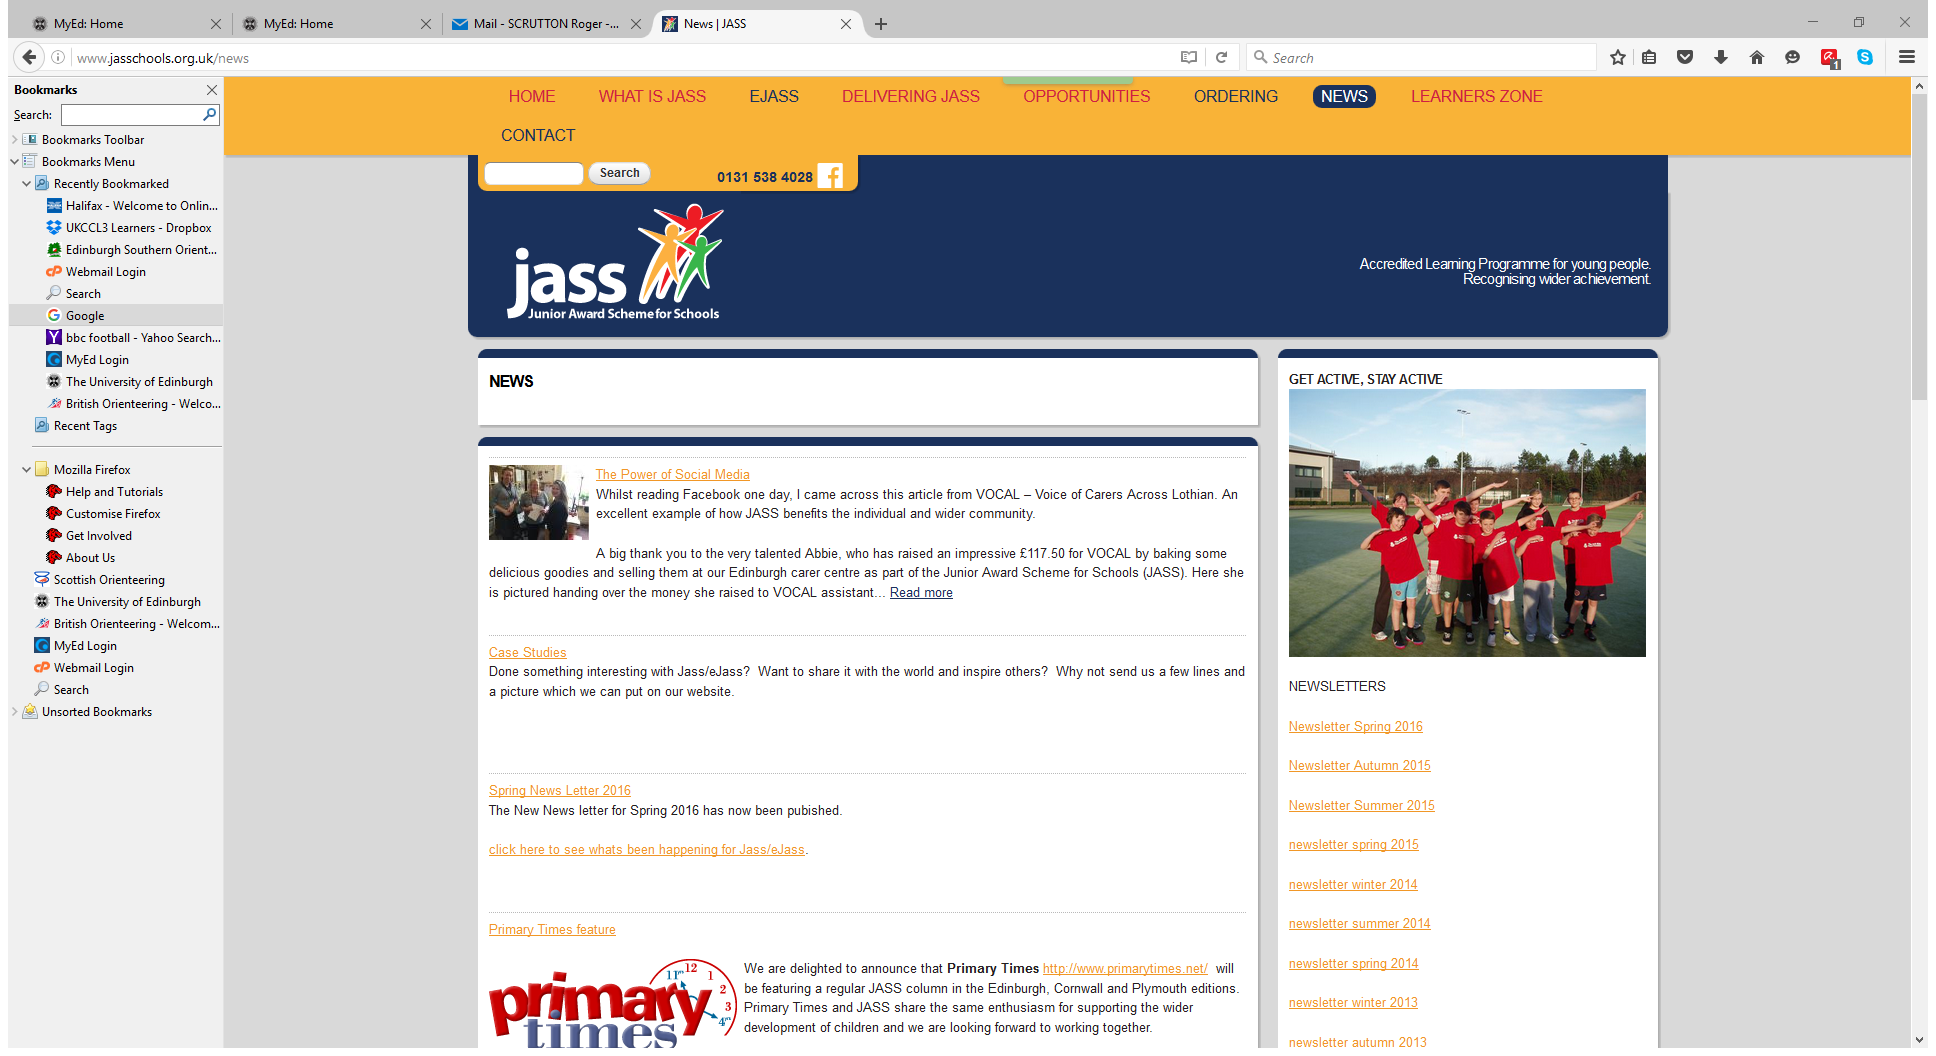 MyEd: Home
MyEd: Home
Mail - SCRUTTON Roger -...
News | JASS
www.jasschools.org.uk/news
Search
1
Bookmarks
Search:
Bookmarks Toolbar
Bookmarks Menu
Recently Bookmarked
Halifax - Welcome to Onlin...
UKCCL3 Learners - Dropbox
Edinburgh Southern Orient...
Webmail Login
Search
Google
bbc football - Yahoo Search...
MyEd Login
The University of Edinburgh
British Orienteering - Welco...
Recent Tags
Mozilla Firefox
Help and Tutorials
Customise Firefox
Get Involved
About Us
Scottish Orienteering
The University of Edinburgh
British Orienteering - Welcom...
MyEd Login
Webmail Login
Search
Unsorted Bookmarks
HOME WHAT IS JASS EJASS DELIVERING JASS OPPORTUNITIES ORDERING NEWS LEARNERS ZONE
CONTACT
Search
0131 538 4028
jass
Junior Award Scheme for Schools
Accredited Learning Programme for young people.
Recognising wider achievement.
NEWS
The Power of Social Media
Whilst reading Facebook one day, I came across this article from VOCAL – Voice of Carers Across Lothian. An
excellent example of how JASS benefits the individual and wider community.
A big thank you to the very talented Abbie, who has raised an impressive £117.50 for VOCAL by baking some
delicious goodies and selling them at our Edinburgh carer centre as part of the Junior Award Scheme for Schools (JASS). Here she
is pictured handing over the money she raised to VOCAL assistant... Read more
Case Studies
Done something interesting with Jass/eJass? Want to share it with the world and inspire others? Why not send us a few lines and
a picture which we can put on our website.
Spring News Letter 2016
The New News letter for Spring 2016 has now been pubished.
click here to see whats been happening for Jass/eJass.
Primary Times feature
primary
times
11 12 1
2
3
4
We are delighted to announce that Primary Times http://www.primarytimes.net/ will
be featuring a regular JASS column in the Edinburgh, Cornwall and Plymouth editions.
Primary Times and JASS share the same enthusiasm for supporting the wider
development of children and we are looking forward to working together.
GET ACTIVE, STAY ACTIVE
NEWSLETTERS
Newsletter Spring 2016
Newsletter Autumn 2015
Newsletter Summer 2015
newsletter spring 2015
newsletter winter 2014
newsletter summer 2014
newsletter spring 2014
newsletter winter 2013
newsletter autumn 2013